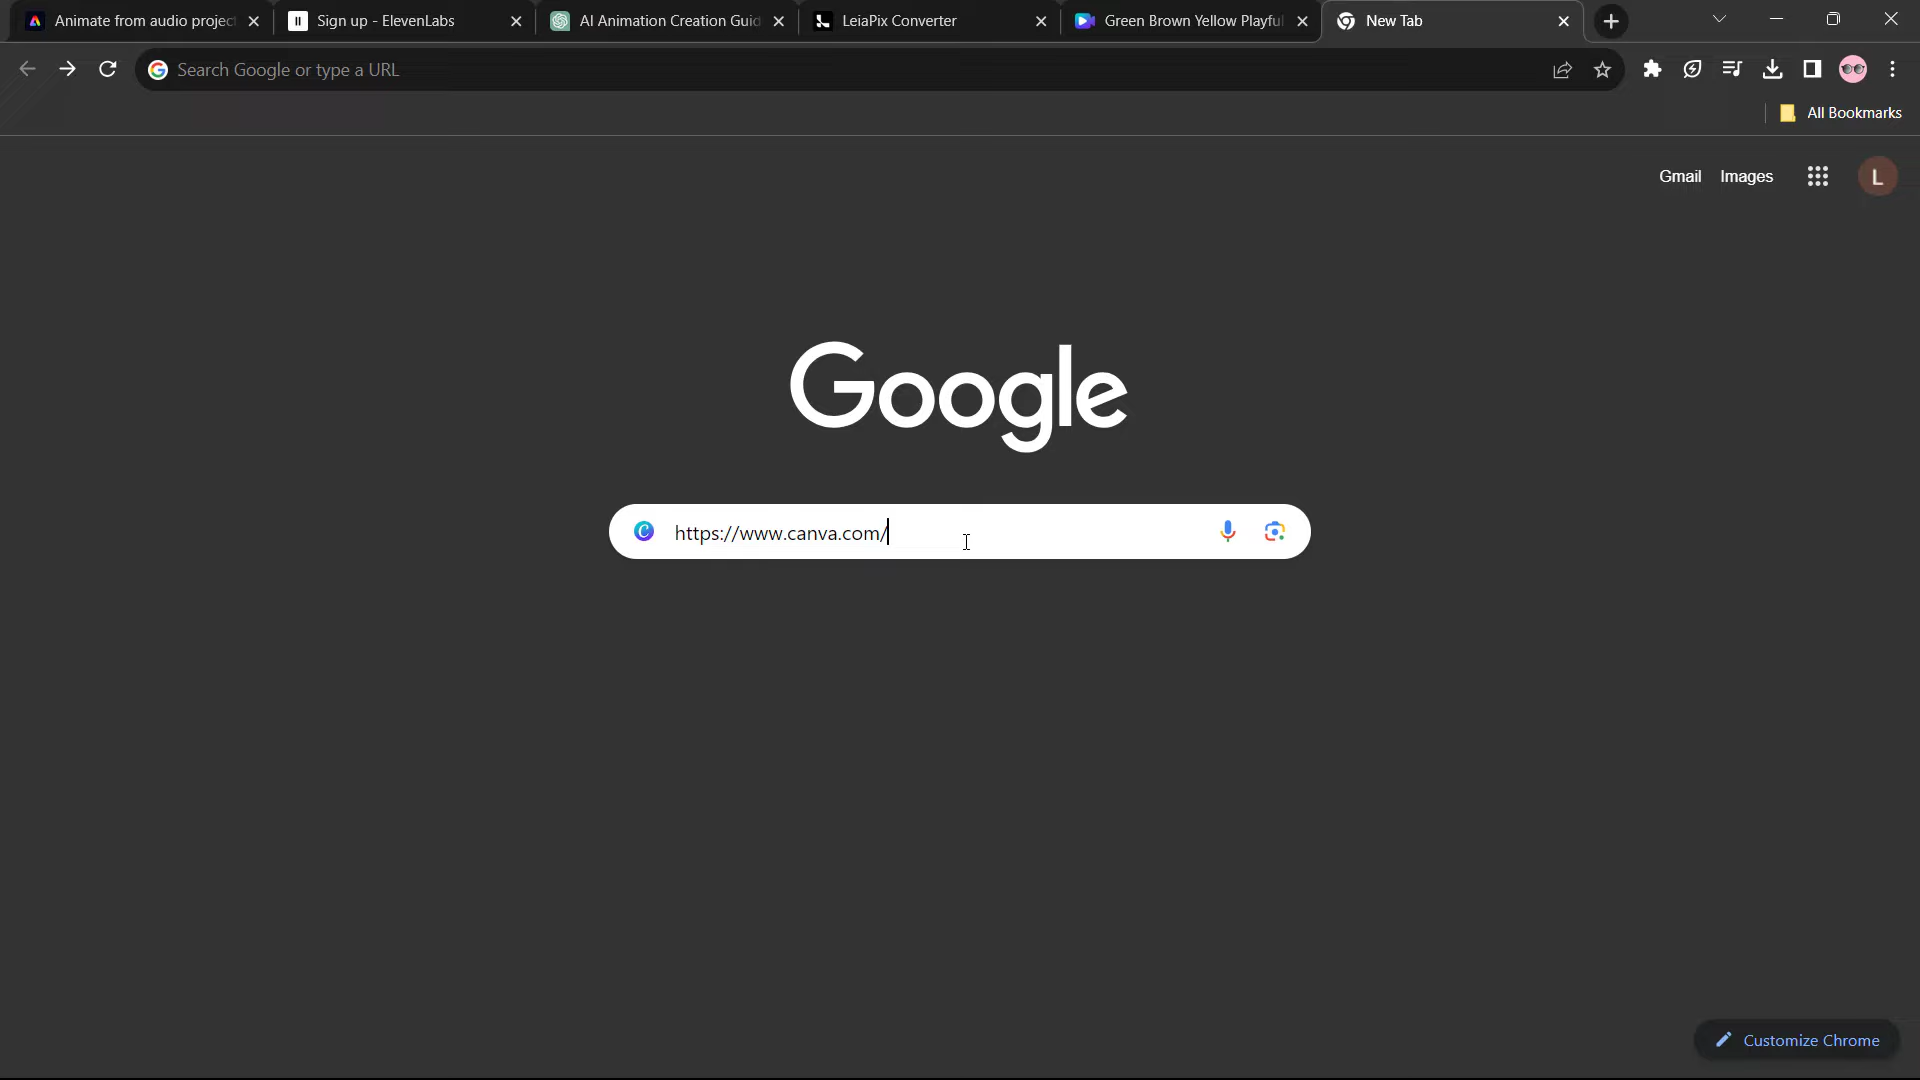 Animate from audio projec
Sign up - ElevenLabs
AI Animation Creation Guid
LeiaPix Converter
Green Brown Yellow Playful
New Tab
Search Google or type a URL
All Bookmarks
Gmail
Images
L
Google
https://www.canva.com/
Customize Chrome